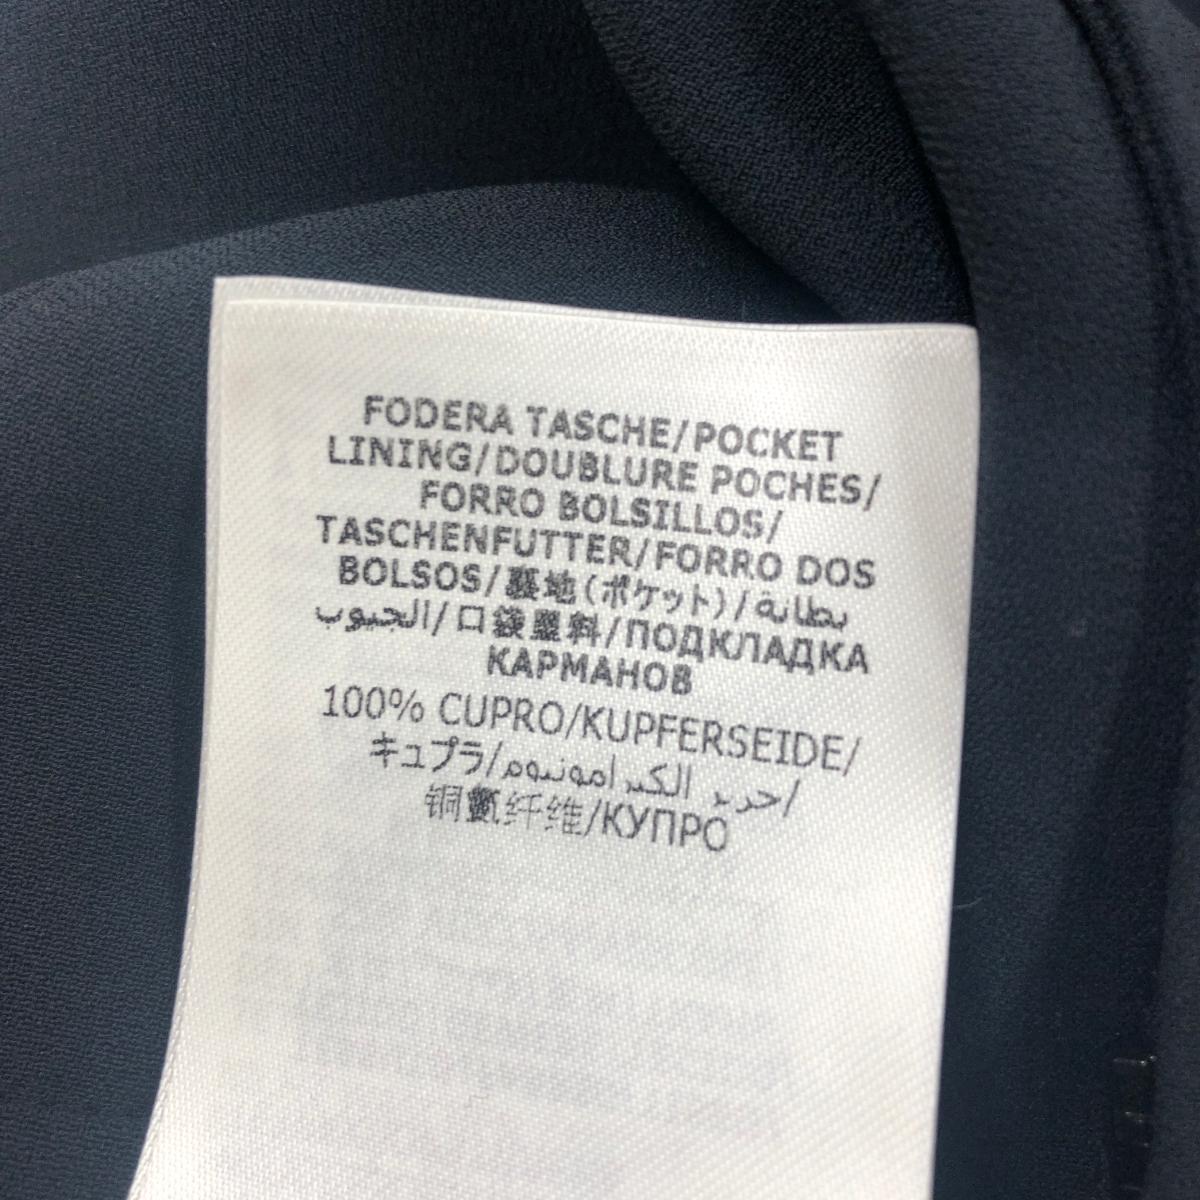 FODERA TASCHE/POCKET
LINING/DOUBLURE POCHES/
FORRO BOLSILLOS/
TASCHENFUTTER/FORRO DOS
BOLSOS/裏地(ポケット)/بطانة
الجيوب/口袋里料/ПОДКЛАДКА
КАРМАНОВ
100% CUPRO/KUPFERSEIDE/
キュプラ/حرير الكبرامونيوم/
铜氨纤维/КУПРО